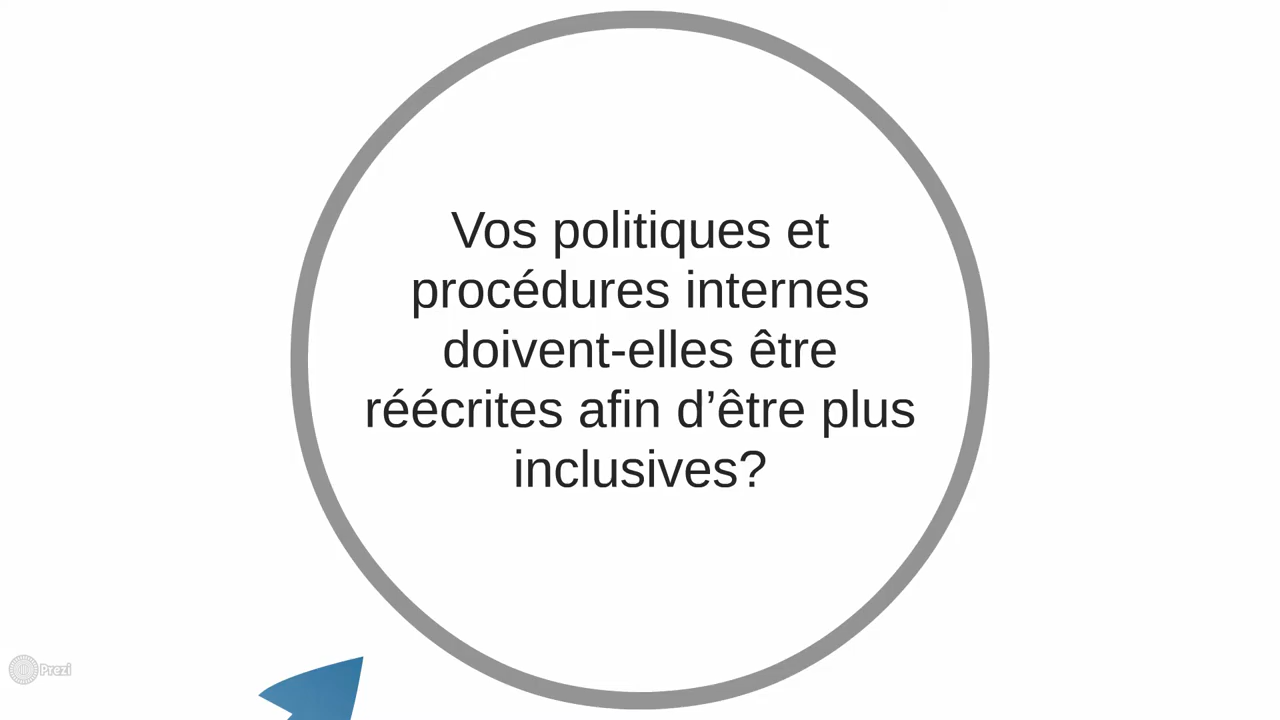 Vos politiques et
procédures internes
doivent-elles être
réécrites afin d’être plus
inclusives?
Prezi